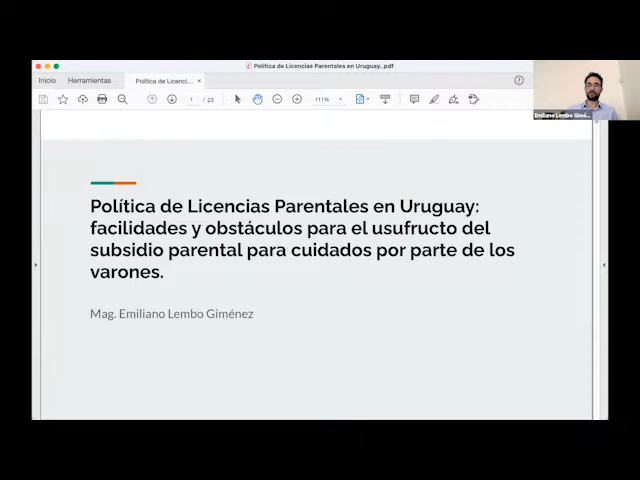 Política de Licencias Parentales en Uruguay..pdf
Inicio
Herramientas
Política de Licenci...
1 / 23
111%
Emiliano Lembo Gimé...
Política de Licencias Parentales en Uruguay:
facilidades y obstáculos para el usufructo del
subsidio parental para cuidados por parte de los
varones.
Mag. Emiliano Lembo Giménez